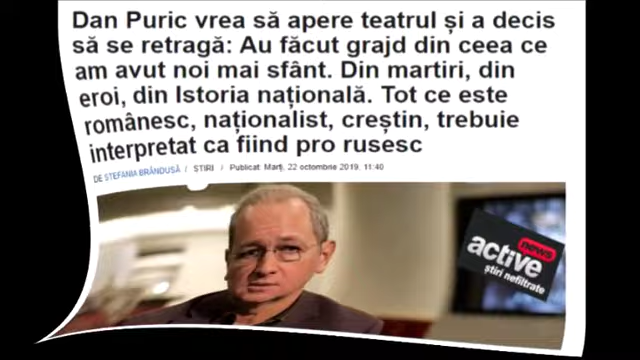 Dan Puric vrea să apere teatrul și a decis
să se retragă: Au făcut grajd din ceea ce
am avut noi mai sfânt. Din martiri, din
eroi, din Istoria națională. Tot ce este
românesc, naționalist, creștin, trebuie
interpretat ca fiind pro rusesc
DE ȘTEFANIA BRÂNDUȘĂ / ȘTIRI / Publicat: Marți, 22 octombrie 2019, 11:40
news
active
știri nefiltrate